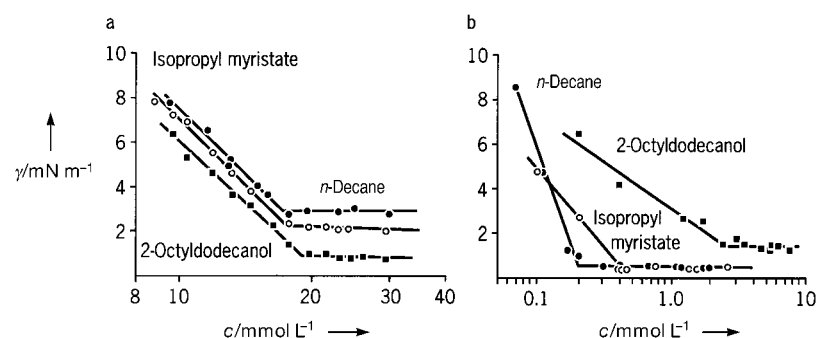 a
Isopropyl myristate
10
8
6
4
2
γ/mN m⁻¹
n-Decane
2-Octyldodecanol
8 10 20 30 40
c/mmol L⁻¹
b
n-Decane
10
8
6
4
2
2-Octyldodecanol
Isopropyl
myristate
0.1 1.0 10
c/mmol L⁻¹